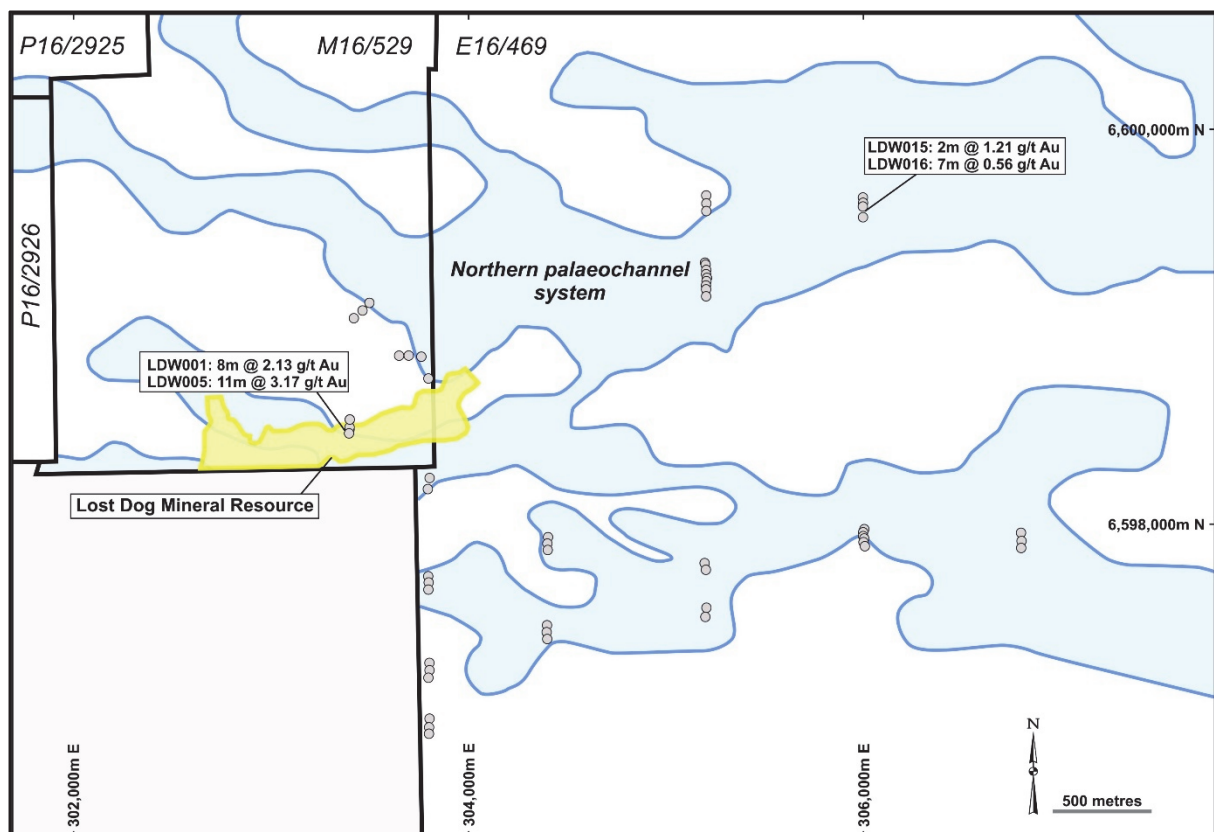 P16/2925
M16/529
E16/469
6,600,000m N
LDW015: 2m @ 1.21 g/t Au
LDW016: 7m @ 0.56 g/t Au
P16/2926
Northern palaeochannel
system
LDW001: 8m @ 2.13 g/t Au
LDW005: 11m @ 3.17 g/t Au
Lost Dog Mineral Resource
6,598,000m N
302,000m E
304,000m E
306,000m E
N
500 metres